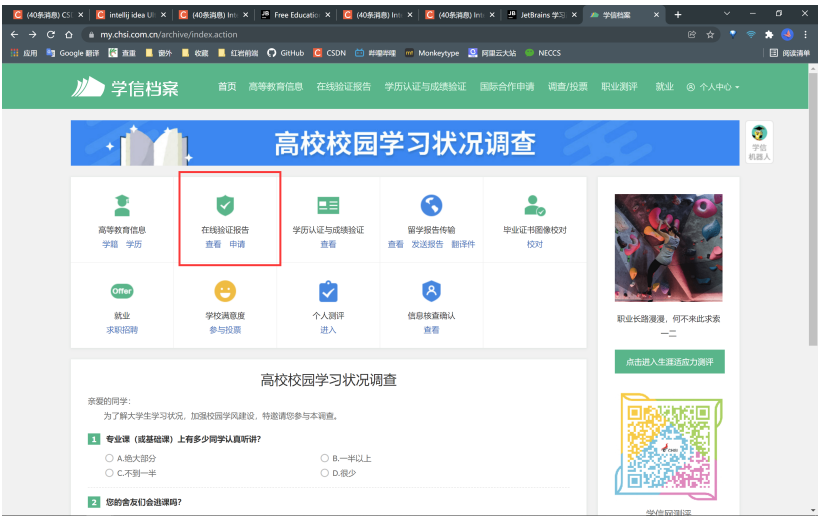 (40条消息) CS
intellij idea UI
(40条消息) Int
Free Education
(40条消息) Int
(40条消息) Int
JetBrains 学习
学信档案
my.chsi.com.cn/archive/index.action
应用 Google 翻译 查重 图外 收藏 红岩前端 GitHub CSDN 哔哩哔哩 Monkeytype 阿里云大站 NECCS 阅读清单
学信档案 首页 高等教育信息 在线验证报告 学历认证与成绩验证 国际合作申请 调查/投票 职业测评 就业 个人中心
高校校园学习状况调查
学信
机器人
高等教育信息 在线验证报告 学历认证与成绩验证 留学报告传输 毕业证书图像校对
学籍 学历 查看 申请 查看 查看 发送报告 翻译件 校对
Offer
就业 学校满意度 个人测评 信息核查确认
求职招聘 参与投票 进入 查看
职业长路漫漫，何不来此求索
一二
点击进入生涯适应力测评
高校校园学习状况调查
亲爱的同学:
为了解大学生学习状况，加强校园学风建设，特邀请您参与本调查。
1 专业课（或基础课）上有多少同学认真听讲?
A.绝大部分 B.一半以上
C.不到一半 D.很少
2 您的舍友们会逃课吗?
学信网测评